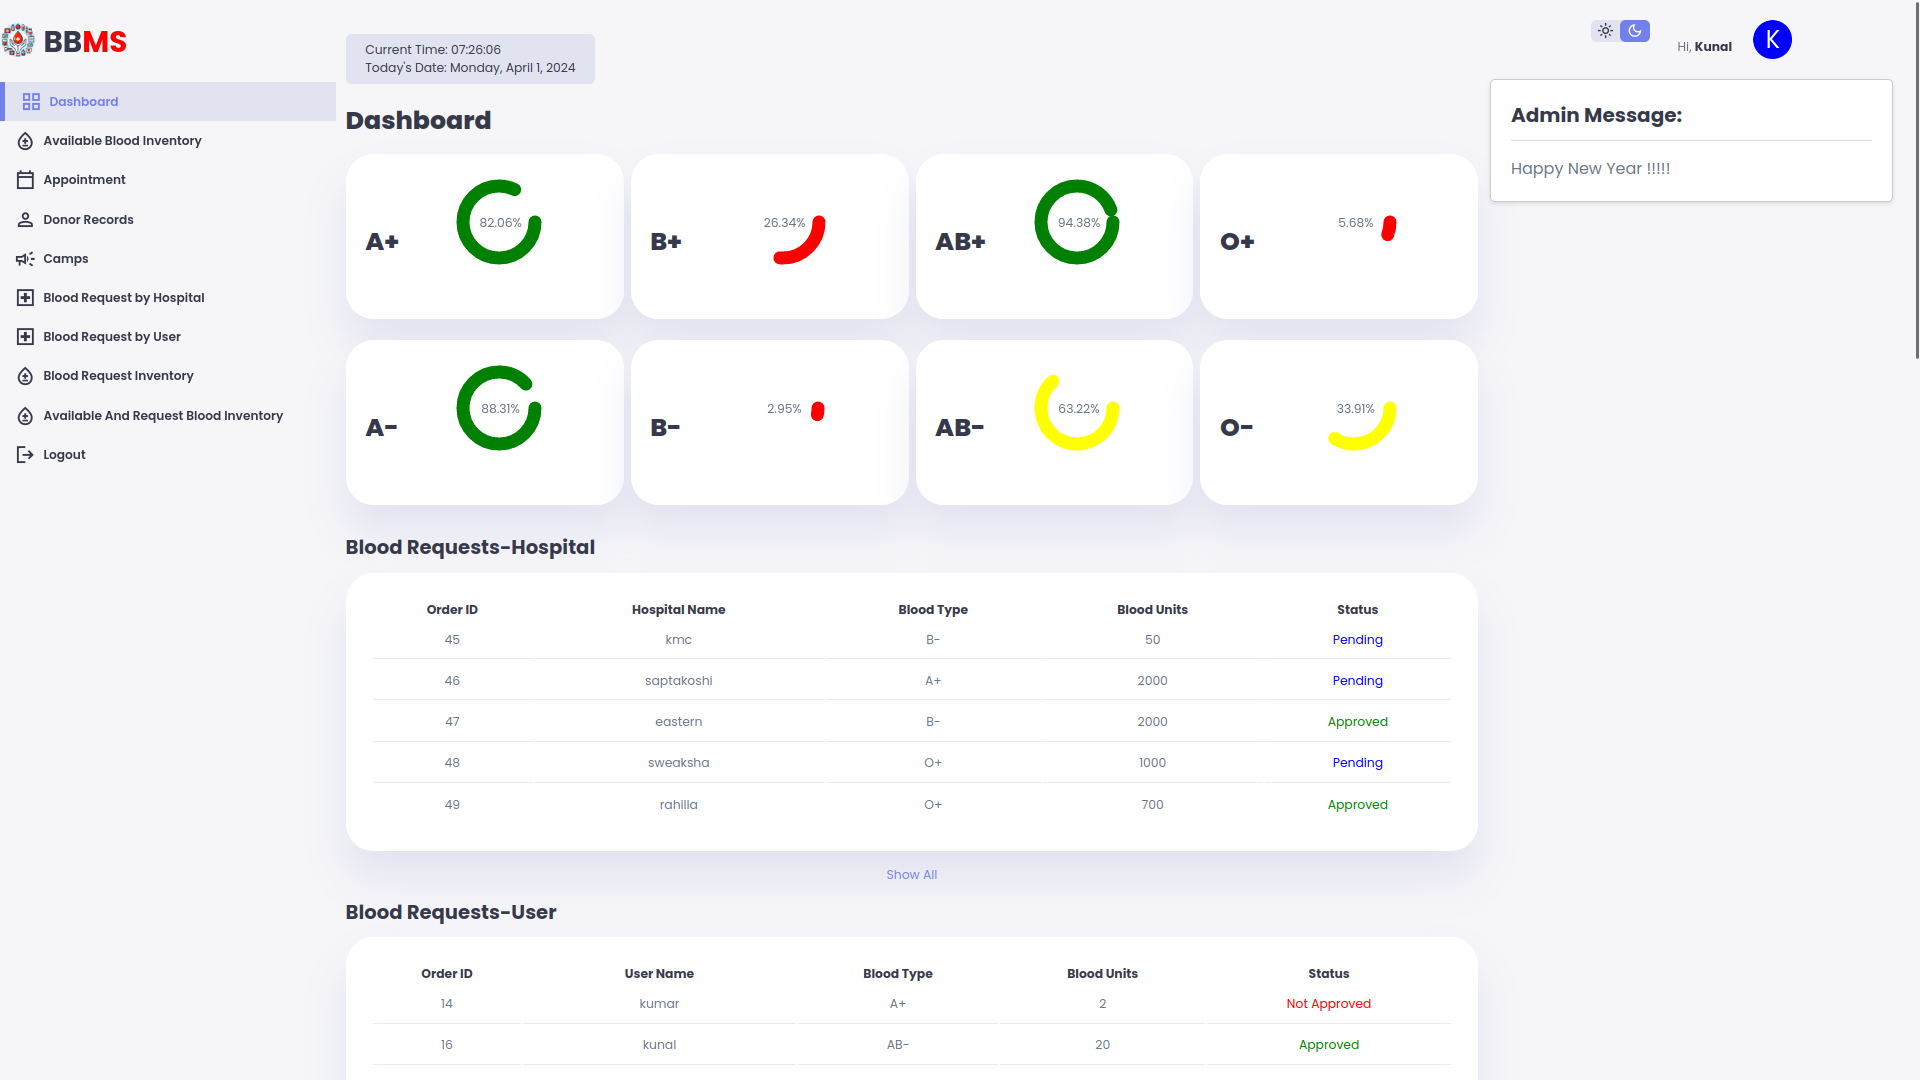 BBMS
Dashboard
Available Blood Inventory
Appointment
Donor Records
Camps
Blood Request by Hospital
Blood Request by User
Blood Request Inventory
Available And Request Blood Inventory
Logout
Current Time: 07:26:06
Today's Date: Monday, April 1, 2024
Hi, Kunal
K
Dashboard
A+ 82.06%
B+ 26.34%
AB+ 94.38%
O+ 5.68%
A- 88.31%
B- 2.95%
AB- 63.22%
O- 33.91%
Admin Message:
Happy New Year !!!!!
Blood Requests-Hospital
Order ID Hospital Name Blood Type Blood Units Status
45 kmc B- 50 Pending
46 saptakoshi A+ 2000 Pending
47 eastern B- 2000 Approved
48 sweaksha O+ 1000 Pending
49 rahilla O+ 700 Approved
Show All
Blood Requests-User
Order ID User Name Blood Type Blood Units Status
14 kumar A+ 2 Not Approved
16 kunal AB- 20 Approved